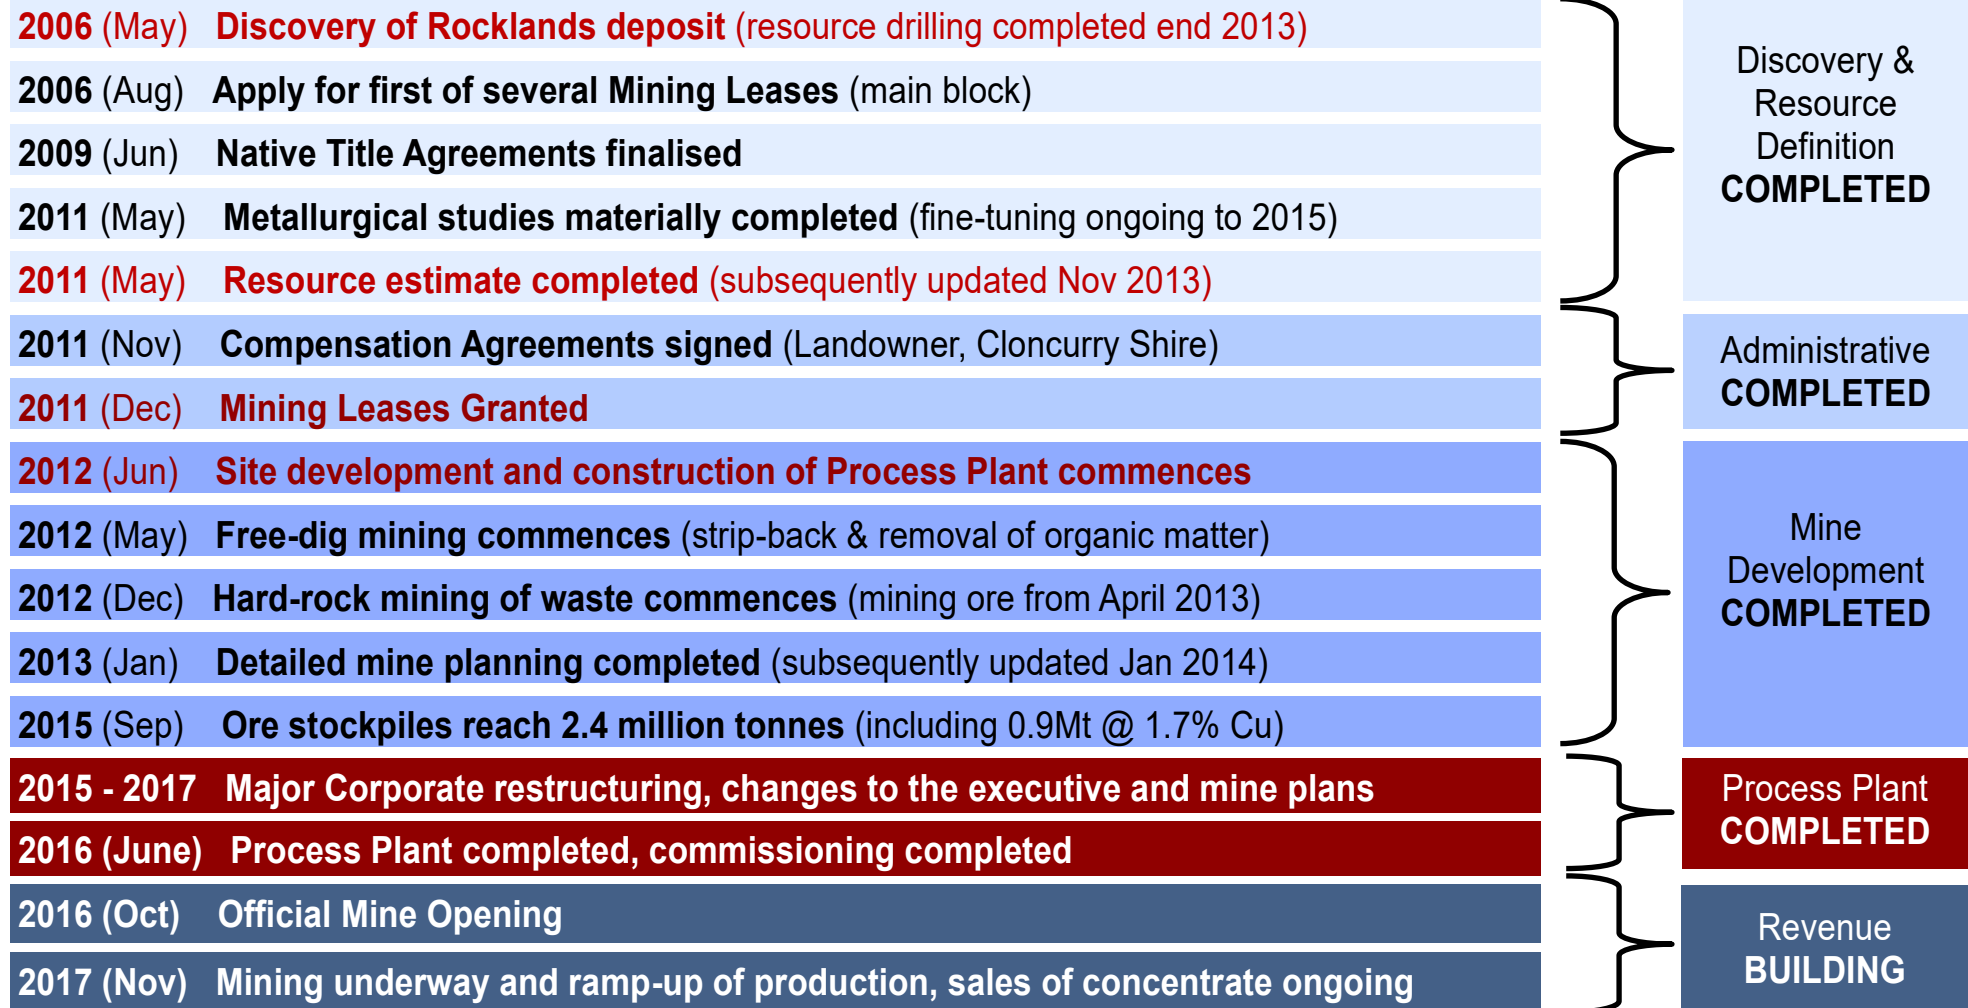 2006 (May) Discovery of Rocklands deposit (resource drilling completed end 2013)
2006 (Aug) Apply for first of several Mining Leases (main block)
2009 (Jun) Native Title Agreements finalised
2011 (May) Metallurgical studies materially completed (fine-tuning ongoing to 2015)
2011 (May) Resource estimate completed (subsequently updated Nov 2013)
Discovery &
Resource
Definition
COMPLETED
2011 (Nov) Compensation Agreements signed (Landowner, Cloncurry Shire)
2011 (Dec) Mining Leases Granted
Administrative
COMPLETED
2012 (Jun) Site development and construction of Process Plant commences
2012 (May) Free-dig mining commences (strip-back & removal of organic matter)
2012 (Dec) Hard-rock mining of waste commences (mining ore from April 2013)
2013 (Jan) Detailed mine planning completed (subsequently updated Jan 2014)
2015 (Sep) Ore stockpiles reach 2.4 million tonnes (including 0.9Mt @ 1.7% Cu)
Mine
Development
COMPLETED
2015 - 2017 Major Corporate restructuring, changes to the executive and mine plans
2016 (June) Process Plant completed, commissioning completed
Process Plant
COMPLETED
2016 (Oct) Official Mine Opening
2017 (Nov) Mining underway and ramp-up of production, sales of concentrate ongoing
Revenue
BUILDING